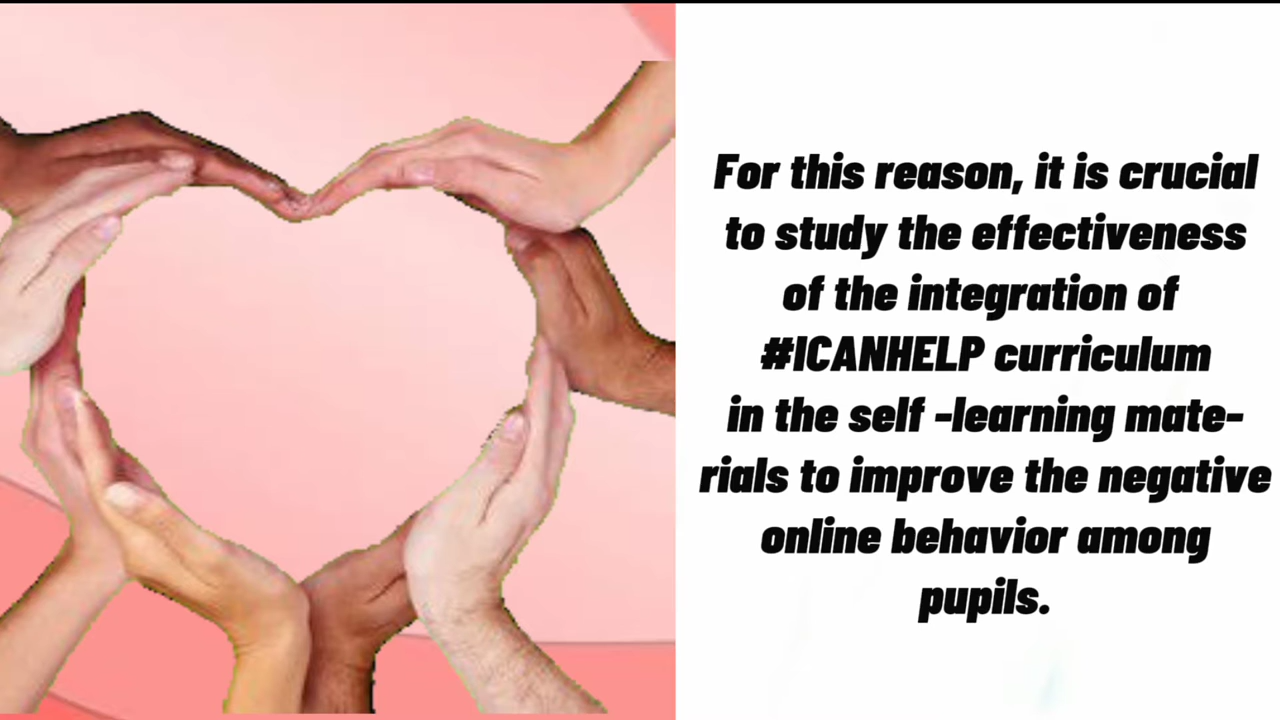 For this reason, it is crucial
to study the effectiveness
of the integration of
#ICANHELP curriculum
in the self -learning mate-
rials to improve the negative
online behavior among
pupils.